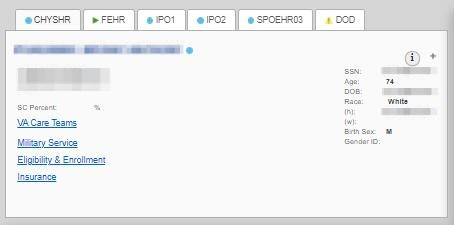 CHYSHR FEHR IPO1 IPO2 SPOEHR03 DOD
SSN:
Age: 74
DOB:
Race: White
(h):
(w):
Birth Sex: M
Gender ID:
SC Percent: %
VA Care Teams
Military Service
Eligibility & Enrollment
Insurance